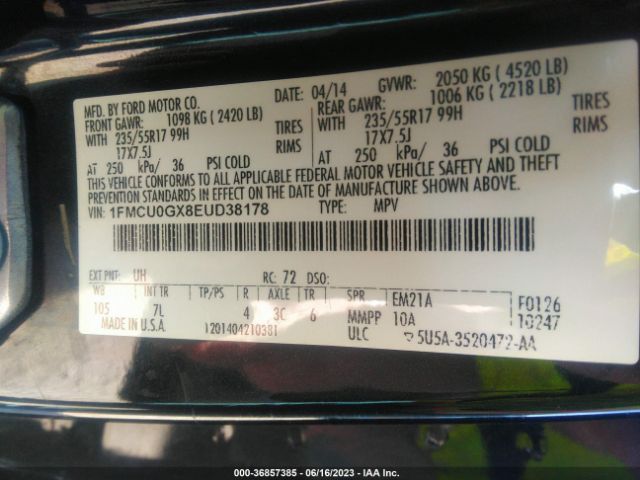 MFD. BY FORD MOTOR CO. DATE: 04/14 GVWR: 2050 KG ( 4520 LB)
FRONT GAWR: 1098 KG ( 2420 LB) REAR GAWR: 1006 KG ( 2218 LB)
WITH 235/55R17 99H TIRES WITH 235/55R17 99H TIRES
17X7.5J RIMS 17X7.5J RIMS
AT 250 kPa/ 36 PSI COLD AT 250 kPa/ 36 PSI COLD
THIS VEHICLE CONFORMS TO ALL APPLICABLE FEDERAL MOTOR VEHICLE SAFETY AND THEFT
PREVENTION STANDARDS IN EFFECT ON THE DATE OF MANUFACTURE SHOWN ABOVE.
VIN: 1FMCU0GX8EUD38178 TYPE: MPV
EXT PNT: UH RC: 72 DSO:
WB INT TR TP/PS R AXLE TR SPR EM21A F0126
105 7L 4 3C 6 MMPP 10A 10247
MADE IN U.S.A. 1201404210381 ULC 5U5A-3520472-AA
000-36857385 - 06/16/2023 - IAA Inc.